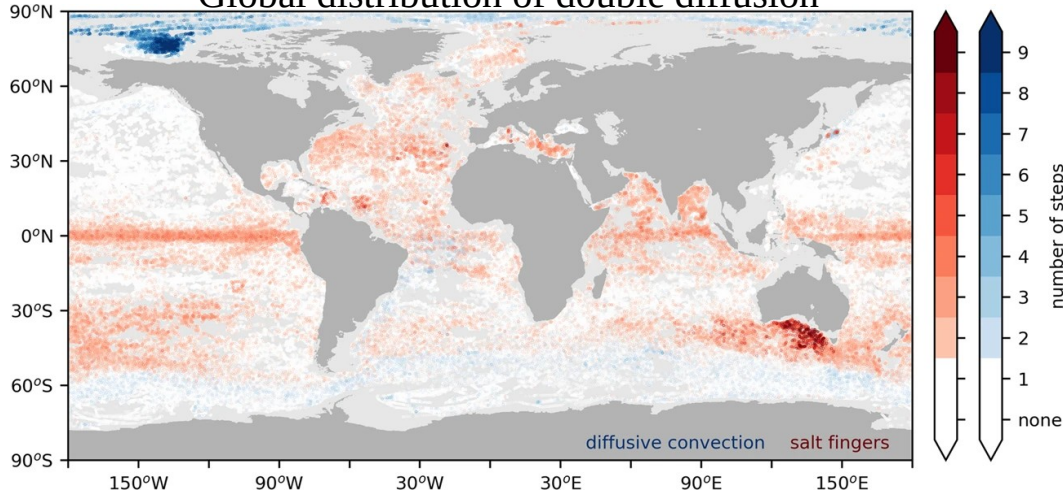 Global distribution of double diffusion
90°N
60°N
30°N
0°N
30°S
60°S
90°S
150°W
90°W
30°W
30°E
90°E
150°E
diffusive convection
salt fingers
9
8
7
6
5
4
3
2
1
none
number of steps